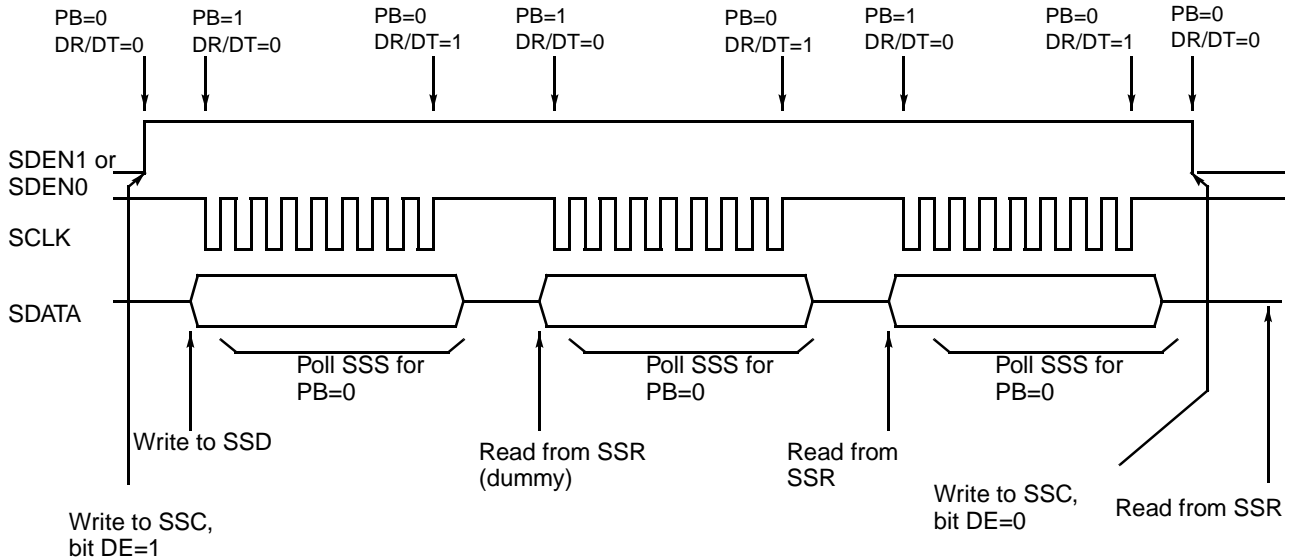 PB=0
DR/DT=0
PB=1
DR/DT=0
PB=0
DR/DT=1
PB=1
DR/DT=0
PB=0
DR/DT=1
PB=1
DR/DT=0
PB=0
DR/DT=1
PB=0
DR/DT=0
SDEN1 or
SDEN0
SCLK
SDATA
Poll SSS for
PB=0
Poll SSS for
PB=0
Poll SSS for
PB=0
Write to SSD
Read from SSR
(dummy)
Read from
SSR
Write to SSC,
bit DE=0
Read from SSR
Write to SSC,
bit DE=1